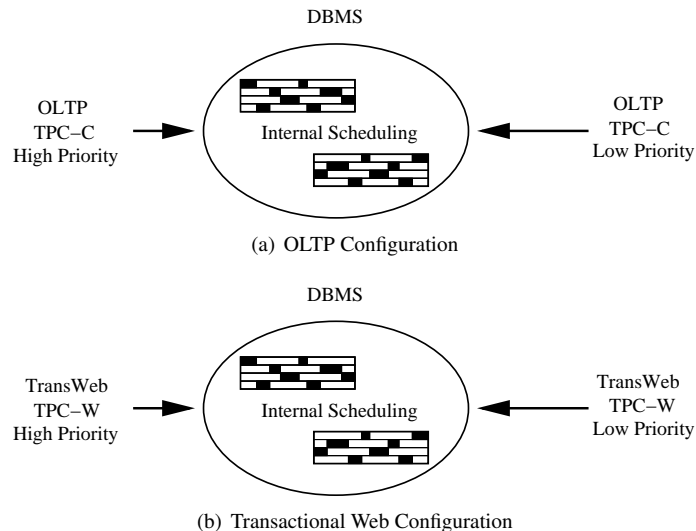 DBMS
OLTP
TPC–C
High Priority
Internal Scheduling
OLTP
TPC–C
Low Priority
(a) OLTP Configuration
DBMS
TransWeb
TPC–W
High Priority
Internal Scheduling
TransWeb
TPC–W
Low Priority
(b) Transactional Web Configuration